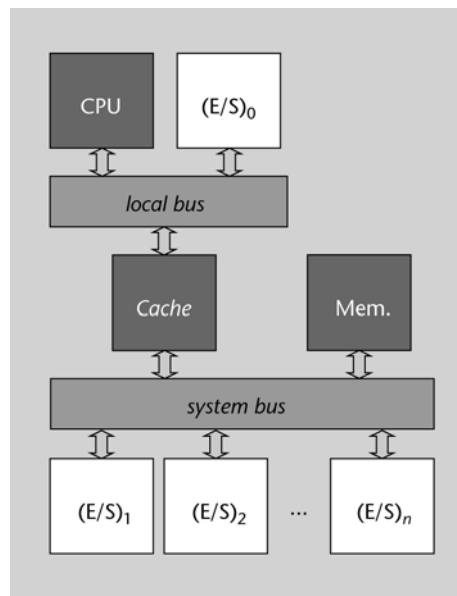 CPU
(E/S)0
local bus
Cache
Mem.
system bus
(E/S)1
(E/S)2
...
(E/S)n